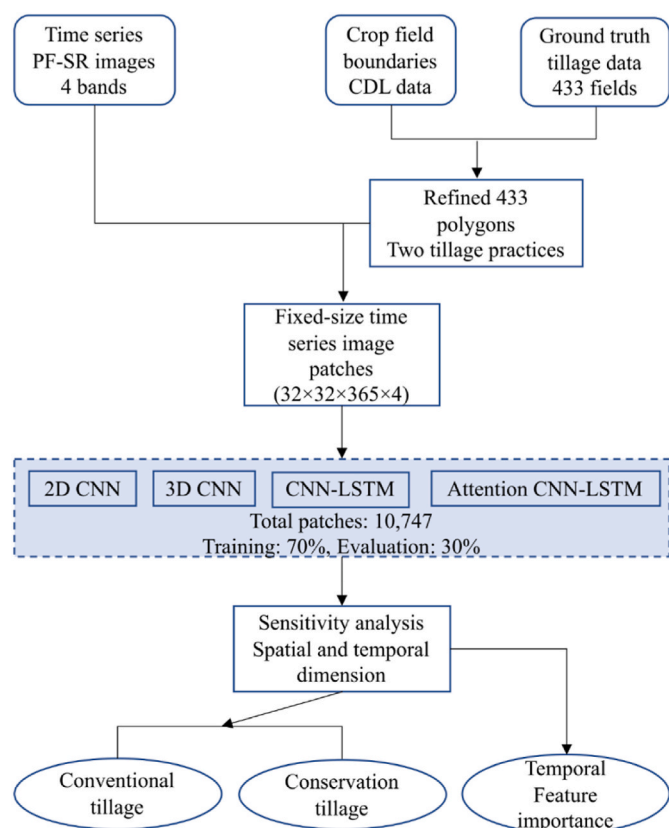 Time series
PF-SR images
4 bands
Crop field
boundaries
CDL data
Ground truth
tillage data
433 fields
Refined 433
polygons
Two tillage practices
Fixed-size time
series image
patches
(32×32×365×4)
2D CNN
3D CNN
CNN-LSTM
Attention CNN-LSTM
Total patches: 10,747
Training: 70%, Evaluation: 30%
Sensitivity analysis
Spatial and temporal
dimension
Conventional
tillage
Conservation
tillage
Temporal
Feature
importance